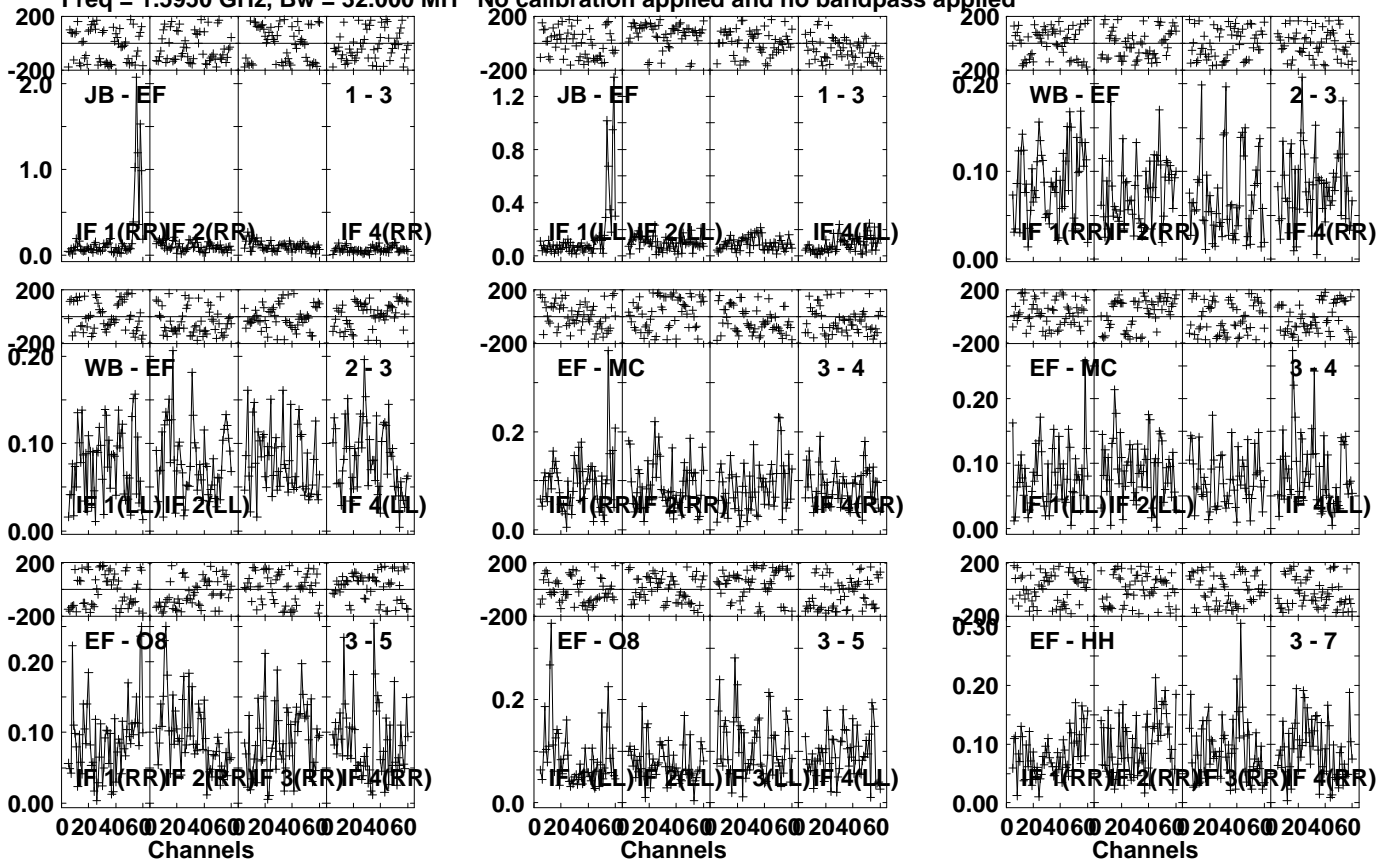 Freq = 1.5950 GHz, Bw = 32.000 MH No calibration applied and no bandpass applied
200
-200
2.0
1.0
0.0
JB - EF 1 - 3
IF 1(RR) IF 2(RR) IF 4(RR)
1.2
0.8
0.4
0.0
JB - EF 1 - 3
IF 1(LL) IF 2(LL) IF 4(LL)
200
-200
0.20
0.10
0.00
WB - EF 2 - 3
IF 1(RR) IF 2(RR) IF 4(RR)
200
-200
0.20
0.10
0.00
WB - EF 2 - 3
IF 1(LL) IF 2(LL) IF 4(LL)
200
-200
0.2
0.0
EF - MC 3 - 4
IF 1(RR) IF 2(RR) IF 4(RR)
200
-200
0.20
0.10
0.00
EF - MC 3 - 4
IF 1(LL) IF 2(LL) IF 4(LL)
200
-200
0.20
0.10
0.00
EF - O8 3 - 5
IF 1(RR) IF 2(RR) IF 3(RR) IF 4(RR)
0 20 40 60 0 20 40 60 0 20 40 60 0 20 40 60
Channels
200
-200
0.2
0.0
EF - O8 3 - 5
IF 1(LL) IF 2(LL) IF 3(LL) IF 4(LL)
0 20 40 60 0 20 40 60 0 20 40 60 0 20 40 60
Channels
200
-200
0.30
0.20
0.10
0.00
EF - HH 3 - 7
IF 1(RR) IF 2(RR) IF 3(RR) IF 4(RR)
0 20 40 60 0 20 40 60 0 20 40 60 0 20 40 60
Channels